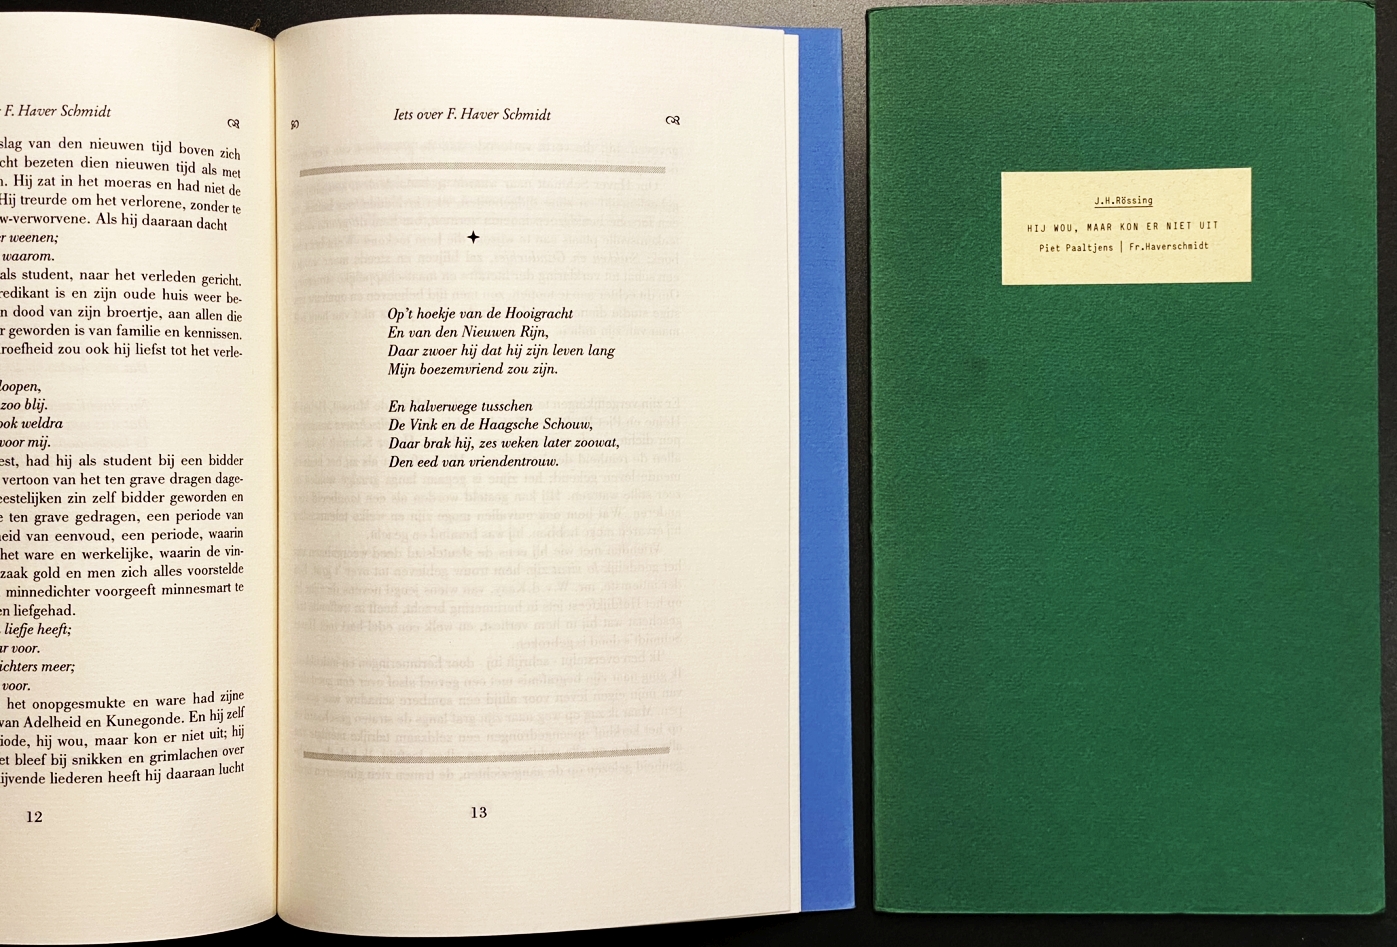 F. Haver Schmidt
slag van den nieuwen tijd boven zich
cht bezeten dien nieuwen tijd als met
n. Hij zat in het moeras en had niet de
Hij treurde om het verlorene, zonder te
w-verworvene. Als hij daaraan dacht
er weenen;
waarom.
als student, naar het verleden gericht.
redikant is en zijn oude huis weer be-
n dood van zijn broertje, aan allen die
r geworden is van familie en kennissen.
roefheid zou ook hij liefst tot het verle-
loopen,
zoo blij.
ook weldra
voor mij.
est, had hij als student bij een bidder
vertoon van het ten grave dragen dage-
eestelijken zin zelf bidder geworden en
e ten grave gedragen, een periode van
heid van eenvoud, een periode, waarin
het ware en werkelijke, waarin de vin-
zaak gold en men zich alles voorstelde
minnedichter voorgeeft minnesmart te
en liefgehad.
liefje heeft;
ar voor.
ichters meer;
voor.
het onopgesmukte en ware had zijne
van Adelheid en Kunegonde. En hij zelf
iode, hij wou, maar kon er niet uit; hij
et bleef bij snikken en grimlachen over
ijvende liederen heeft hij daaraan lucht
12
Iets over F. Haver Schmidt
Op't hoekje van de Hooigracht
En van den Nieuwen Rijn,
Daar zwoer hij dat hij zijn leven lang
Mijn boezemvriend zou zijn.
En halverwege tusschen
De Vink en de Haagsche Schouw,
Daar brak hij, zes weken later zoowat,
Den eed van vriendentrouw.
13
J.H.Rössing
HIJ WOU, MAAR KON ER NIET UIT
Piet Paaltjens | Fr.Haverschmidt